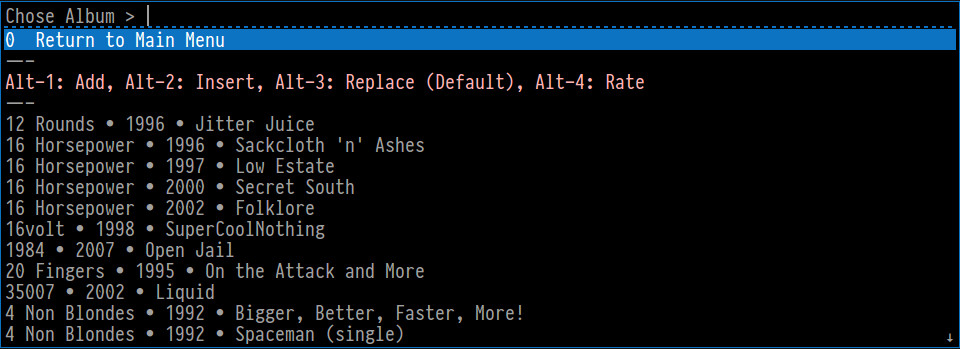 Chose Album >
0  Return to Main Menu
---
Alt-1: Add, Alt-2: Insert, Alt-3: Replace (Default), Alt-4: Rate
---
12 Rounds • 1996 • Jitter Juice
16 Horsepower • 1996 • Sackcloth 'n' Ashes
16 Horsepower • 1997 • Low Estate
16 Horsepower • 2000 • Secret South
16 Horsepower • 2002 • Folklore
16volt • 1998 • SuperCoolNothing
1984 • 2007 • Open Jail
20 Fingers • 1995 • On the Attack and More
35007 • 2002 • Liquid
4 Non Blondes • 1992 • Bigger, Better, Faster, More!
4 Non Blondes • 1992 • Spaceman (single)
↓